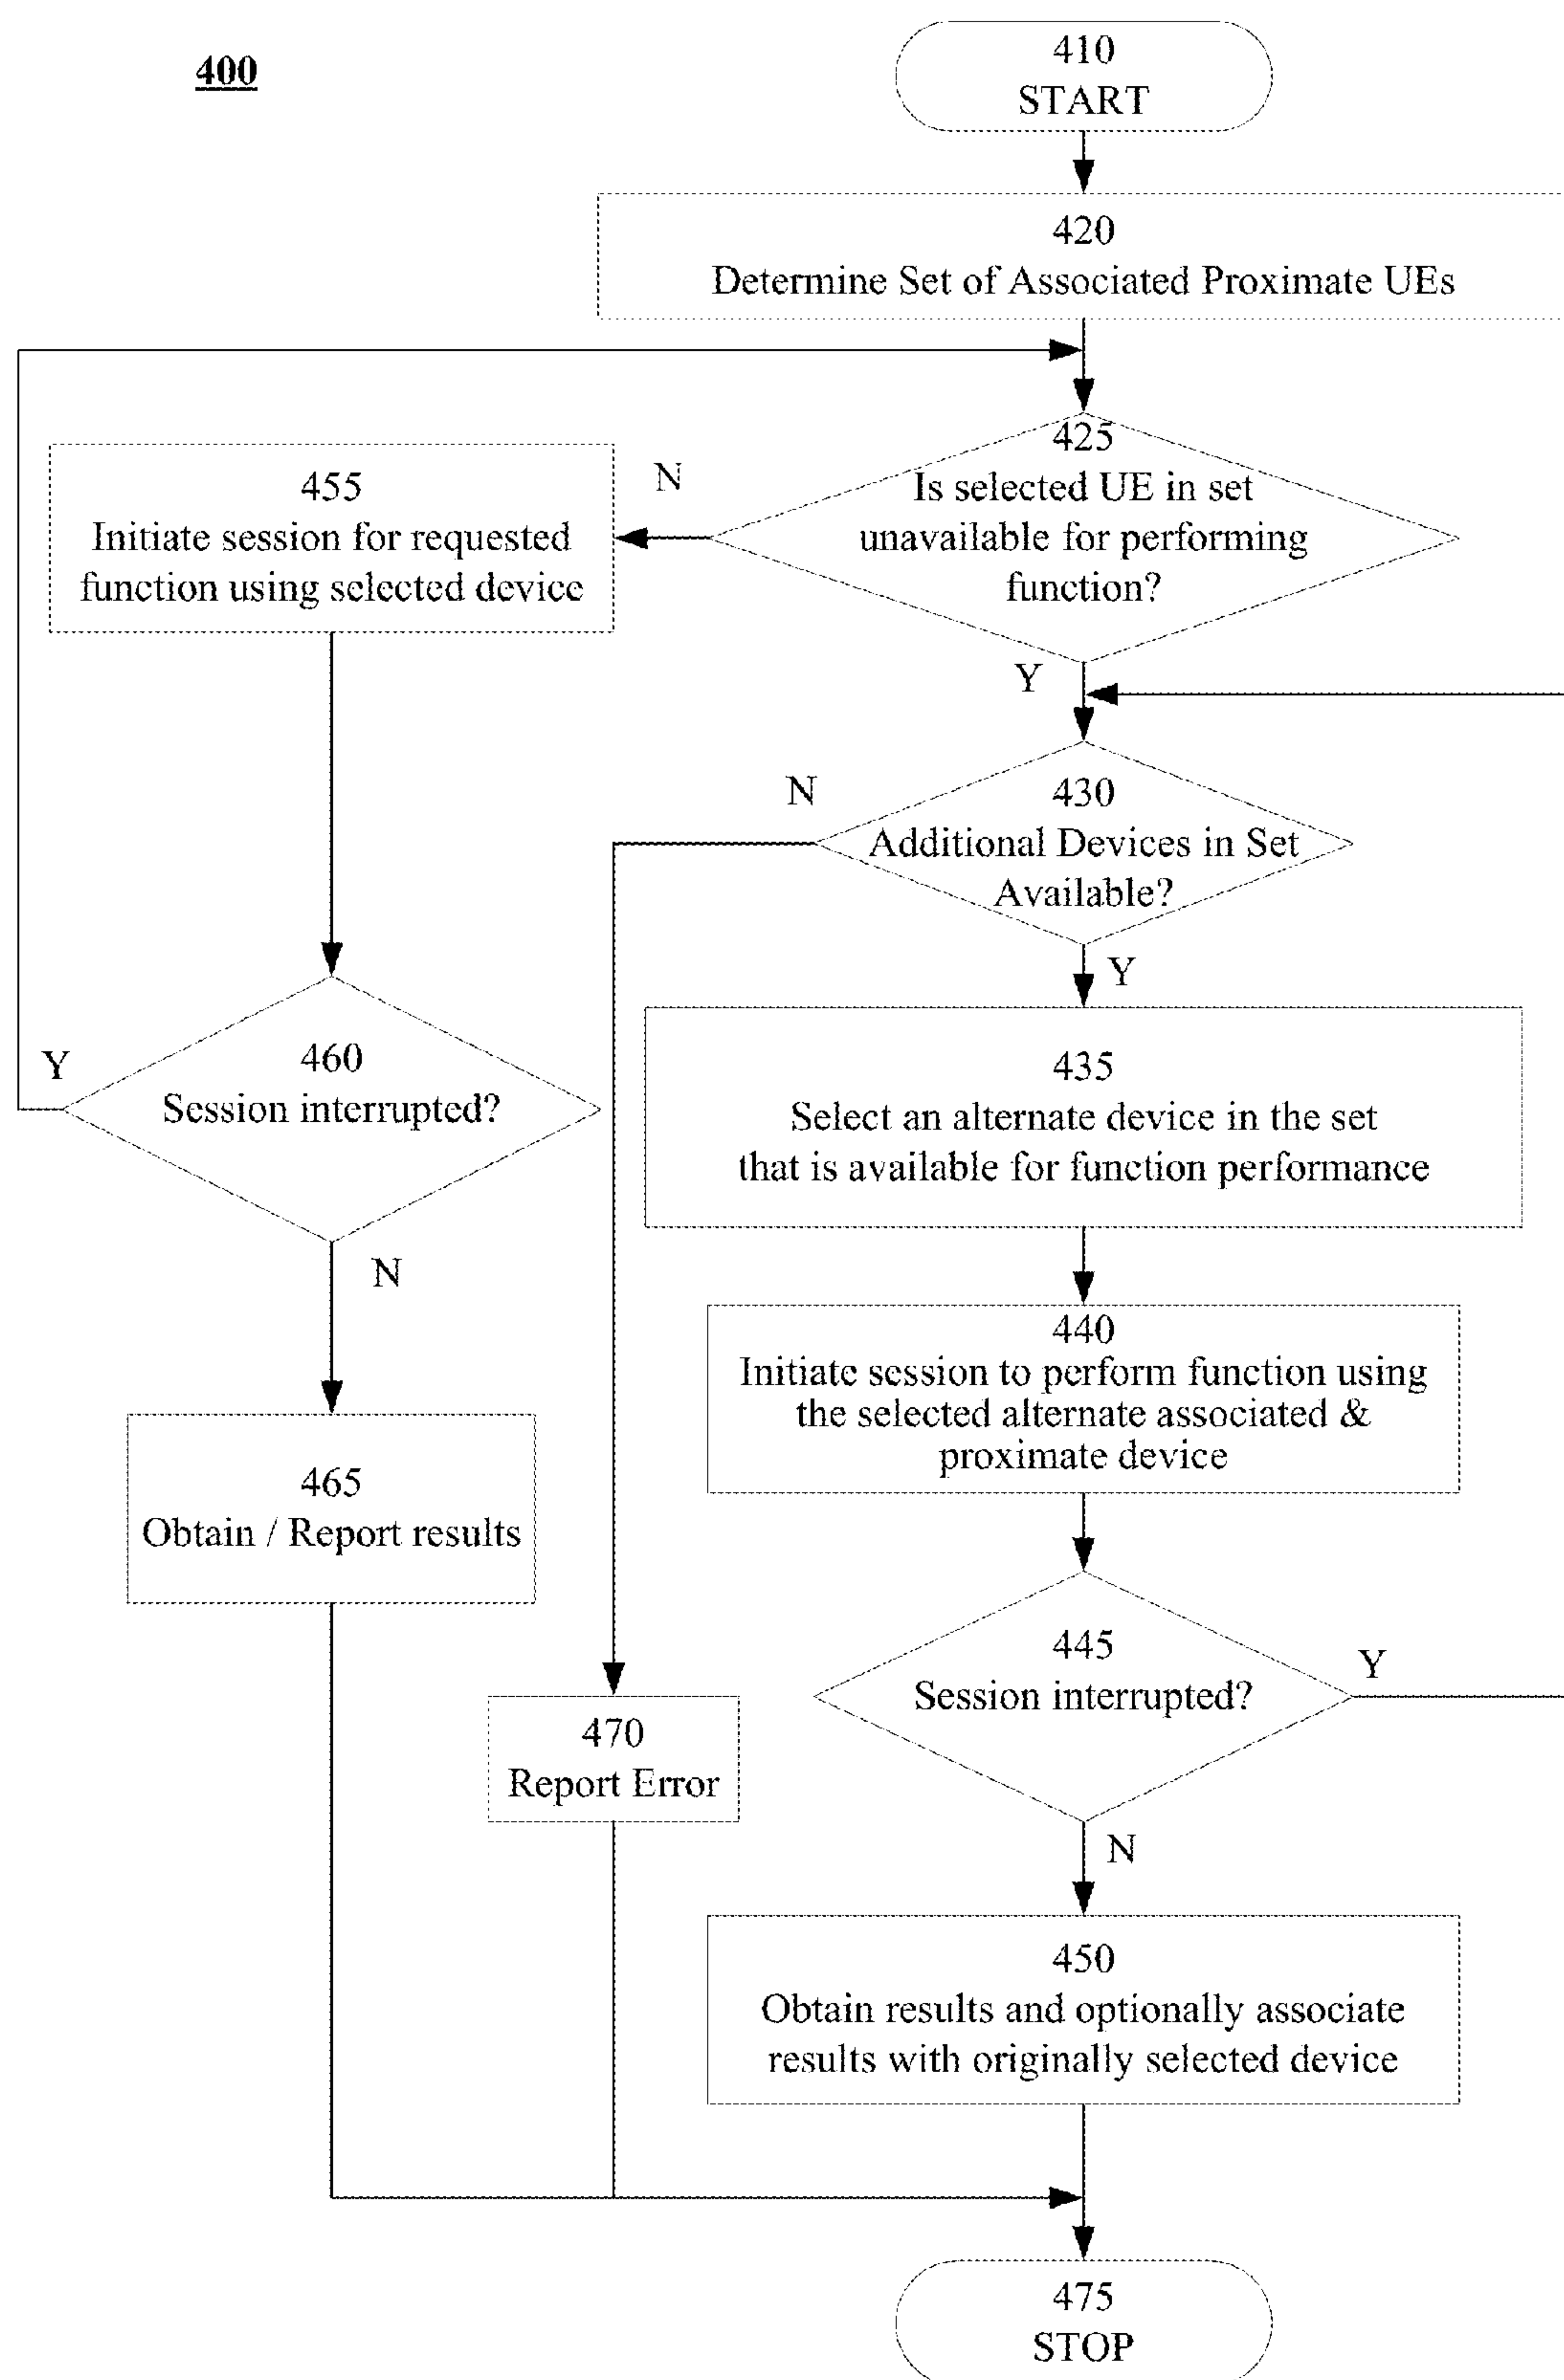 400
410
START
420
Determine Set of Associated Proximate UEs
425
Is selected UE in set
unavailable for performing
function?
N
Y
455
Initiate session for requested
function using selected device
430
Additional Devices in Set
Available?
N
Y
435
Select an alternate device in the set
that is available for function performance
460
Session interrupted?
Y
N
440
Initiate session to perform function using
the selected alternate associated &
proximate device
465
Obtain / Report results
445
Session interrupted?
Y
N
470
Report Error
450
Obtain results and optionally associate
results with originally selected device
475
STOP